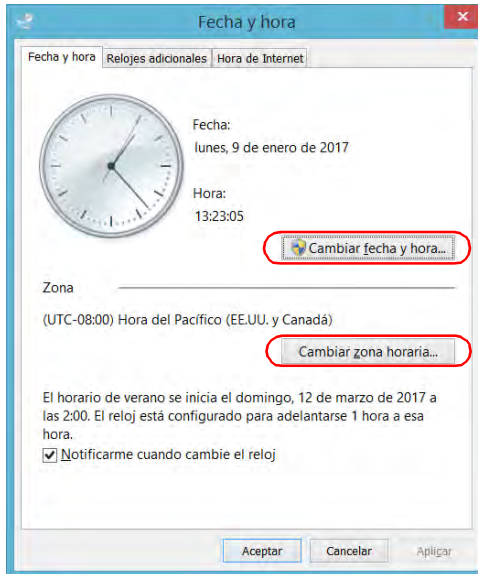 Fecha y hora
Fecha y hora Relojes adicionales Hora de Internet
Fecha:
lunes, 9 de enero de 2017
Hora:
13:23:05
Cambiar fecha y hora...
Zona
(UTC-08:00) Hora del Pacífico (EE.UU. y Canadá)
Cambiar zona horaria...
El horario de verano se inicia el domingo, 12 de marzo de 2017 a
las 2:00. El reloj está configurado para adelantarse 1 hora a esa
hora.
Notificarme cuando cambie el reloj
Aceptar Cancelar Aplicar